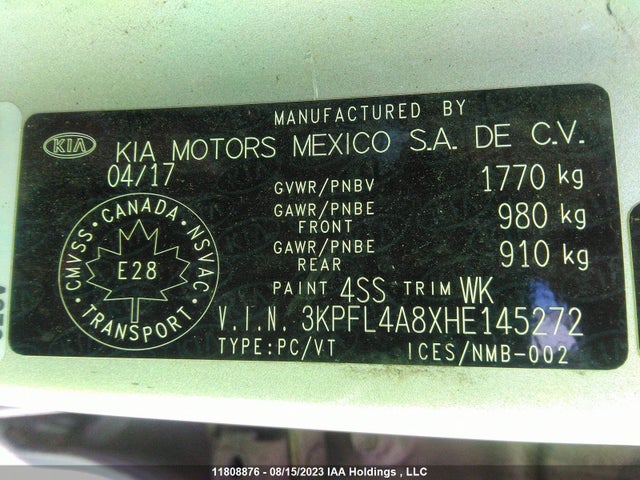 MANUFACTURED BY
KIA KIA MOTORS MEXICO S.A. DE C.V.
04/17
GVWR/PNBV 1770 kg
GAWR/PNBE FRONT 980 kg
GAWR/PNBE REAR 910 kg
CMVSS · CANADA · NSVAC · TRANSPORT ·
E28
PAINT 4SS TRIM WK
V.I.N. 3KPFL4A8XHE145272
TYPE:PC/VT ICES/NMB-002
11808876 - 08/15/2023 IAA Holdings , LLC